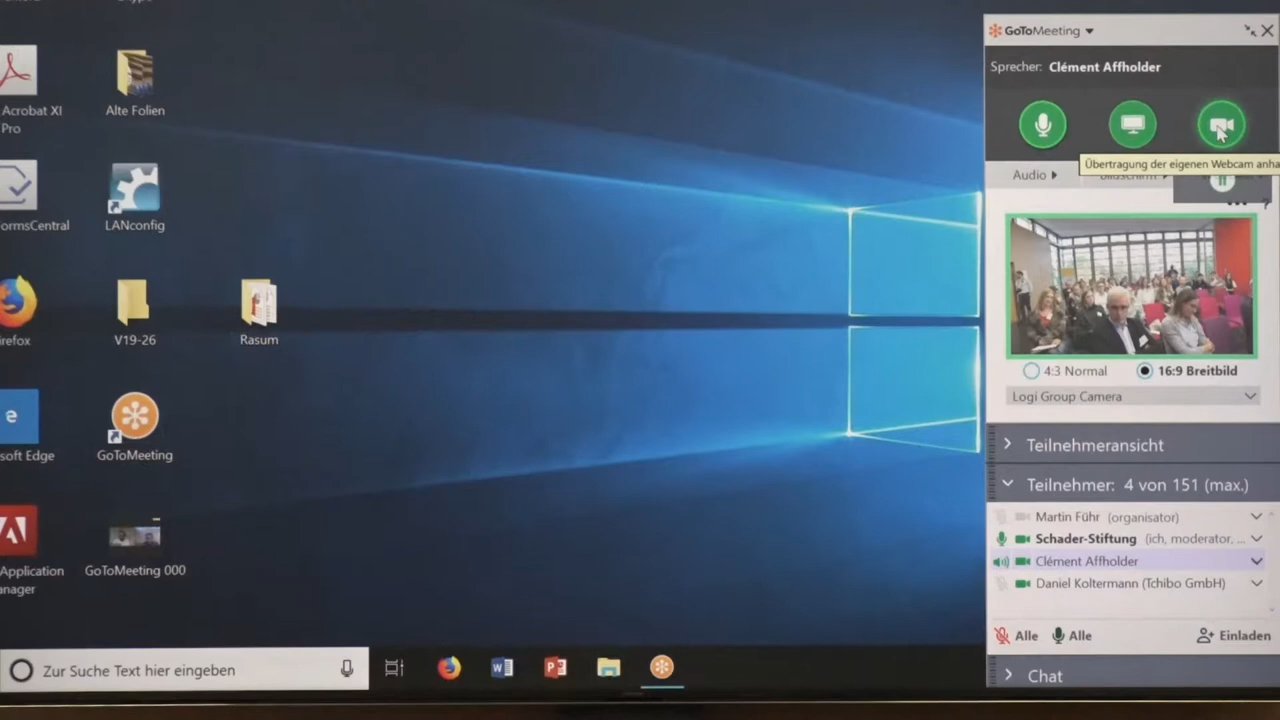 Acrobat XI
Pro
Alte Folien
FormsCentral
LANconfig
irefox
V19-26
Rasum
soft Edge
GoToMeeting
Application
anager
GoToMeeting 000
Zur Suche Text hier eingeben
GoToMeeting
Sprecher: Clément Affholder
Übertragung der eigenen Webcam anha
Audio
4:3 Normal
16:9 Breitbild
Logi Group Camera
Teilnehmeransicht
Teilnehmer: 4 von 151 (max.)
Martin Führ (organisator)
Schader-Stiftung (ich, moderator, ...
Clément Affholder
Daniel Koltermann (Tchibo GmbH)
Alle
Alle
Einladen
Chat